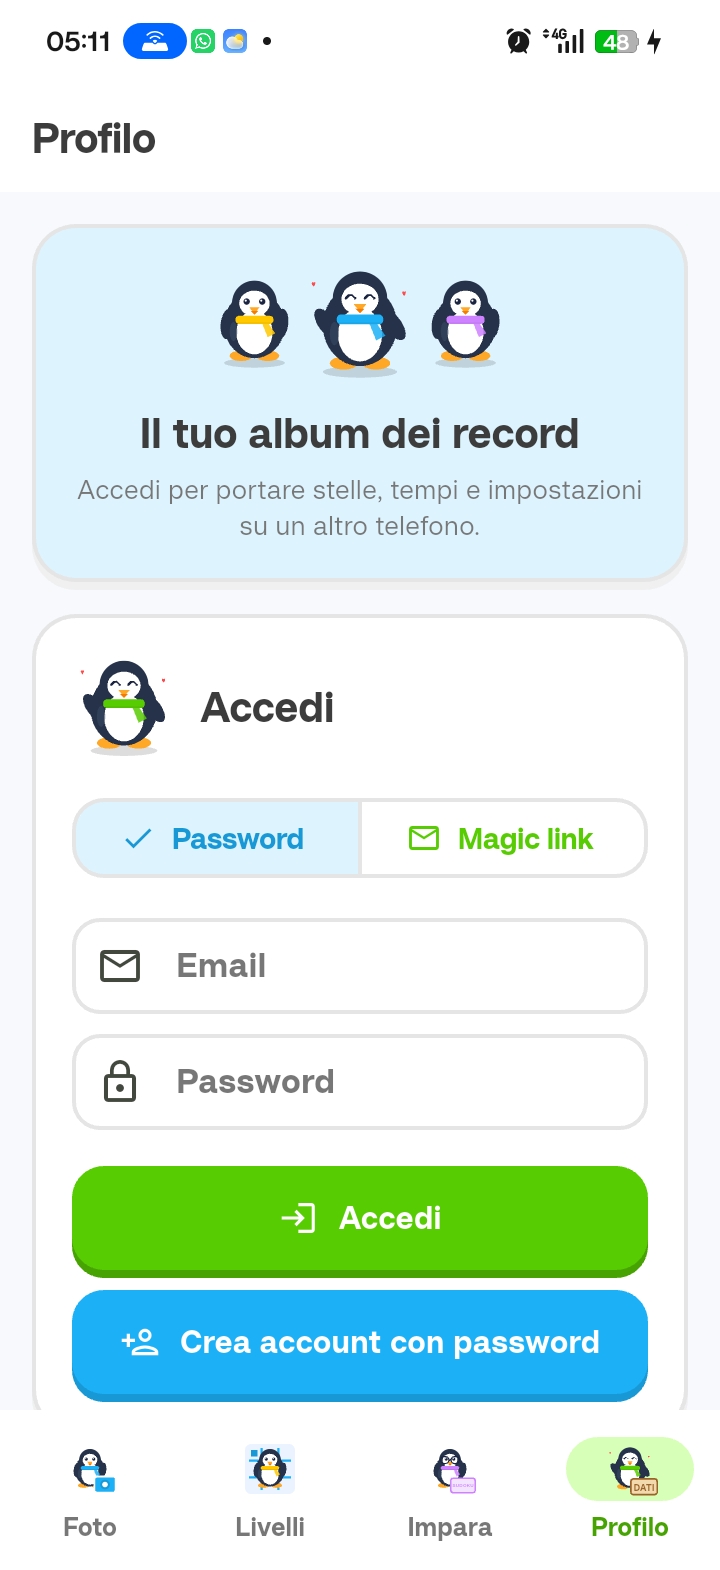 05:11
4G
48
Profilo
Il tuo album dei record
Accedi per portare stelle, tempi e impostazioni
su un altro telefono.
Accedi
Password
Magic link
Email
Password
Accedi
Crea account con password
DATI
Foto
Livelli
Impara
Profilo